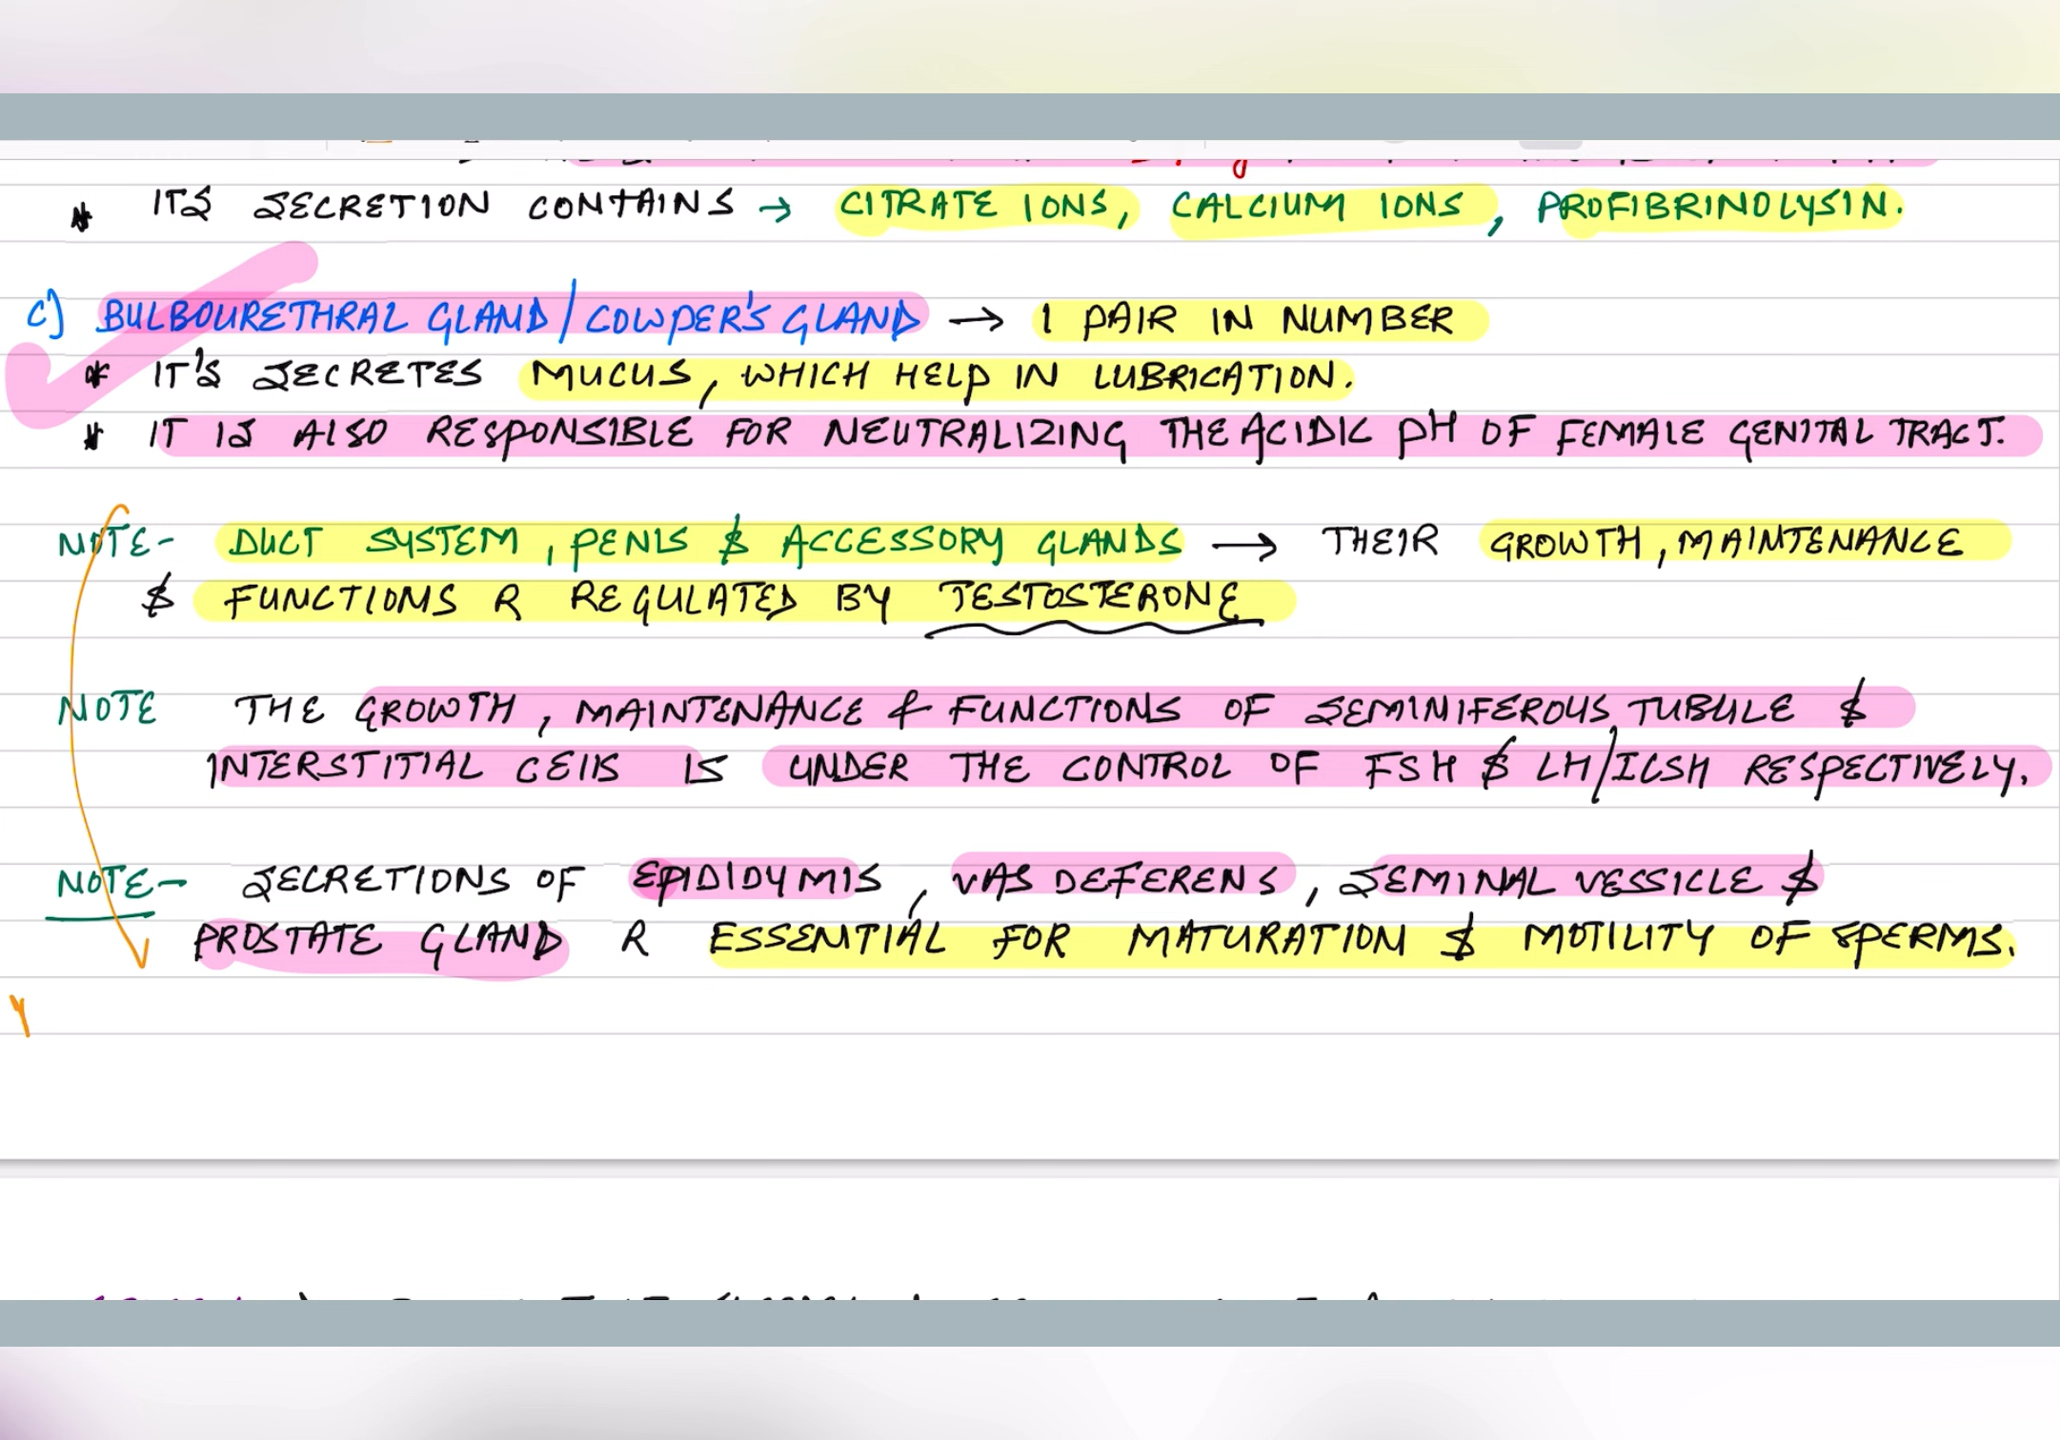 * ITS SECRETION CONTAINS → CITRATE IONS, CALCIUM IONS, PROFIBRINOLYSIN.
C) BULBOURETHRAL GLAND/COWPER'S GLAND → 1 PAIR IN NUMBER
* IT'S SECRETES MUCUS, WHICH HELP IN LUBRICATION.
* IT IS ALSO RESPONSIBLE FOR NEUTRALIZING THE ACIDIC pH OF FEMALE GENITAL TRACT.
NOTE- DUCT SYSTEM, PENIS & ACCESSORY GLANDS → THEIR GROWTH, MAINTENANCE
& FUNCTIONS R REGULATED BY TESTOSTERONE
NOTE THE GROWTH, MAINTENANCE & FUNCTIONS OF SEMINIFEROUS TUBULE &
INTERSTITIAL CELLS IS UNDER THE CONTROL OF FSH & LH/ICSH RESPECTIVELY.
NOTE- SECRETIONS OF EPIDIDYMIS, VAS DEFERENS, SEMINAL VESSICLE &
PROSTATE GLAND R ESSENTIAL FOR MATURATION & MOTILITY OF SPERMS.